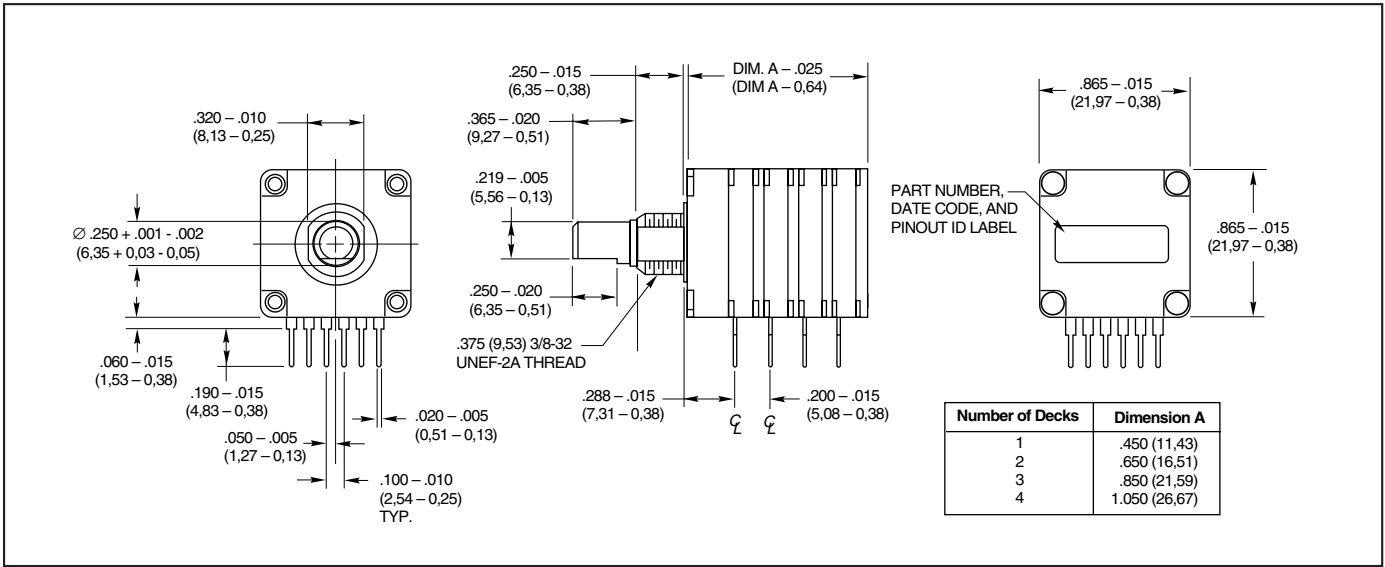 .320 – .010
(8,13 – 0,25)
Ø .250 + .001 - .002
(6,35 + 0,03 - 0,05)
.060 – .015
(1,53 – 0,38)
.190 – .015
(4,83 – 0,38)
.020 – .005
(0,51 – 0,13)
.050 – .005
(1,27 – 0,13)
.100 – .010
(2,54 – 0,25)
TYP.
.250 – .015
(6,35 – 0,38)
DIM. A – .025
(DIM A – 0,64)
.365 – .020
(9,27 – 0,51)
.219 – .005
(5,56 – 0,13)
.250 – .020
(6,35 – 0,51)
.375 (9,53) 3/8-32
UNEF-2A THREAD
.288 – .015
(7,31 – 0,38)
℄ ℄
.200 – .015
(5,08 – 0,38)
.865 – .015
(21,97 – 0,38)
PART NUMBER,
DATE CODE, AND
PINOUT ID LABEL
.865 – .015
(21,97 – 0,38)
Number of Decks Dimension A
1 .450 (11,43)
2 .650 (16,51)
3 .850 (21,59)
4 1.050 (26,67)